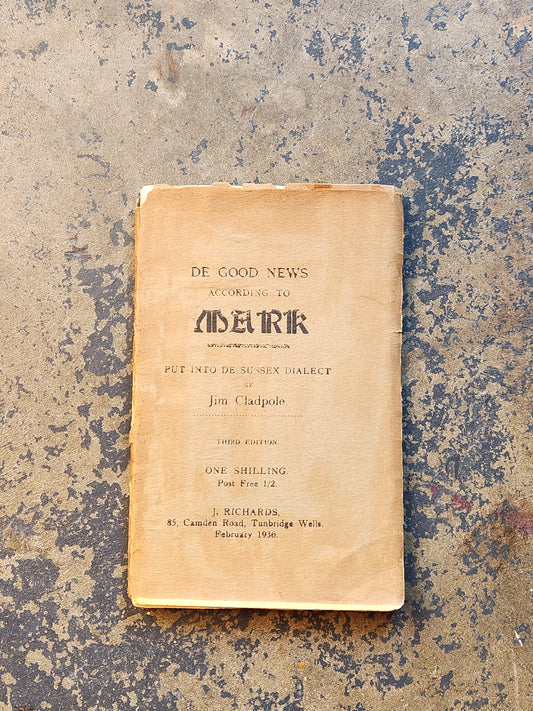 DE GOOD NEWS
ACCORDING TO
MARK
PUT INTO DE SUSSEX DIALECT
BY
Jim Cladpole.
THIRD EDITION.
ONE SHILLING.
Post Free 1/2.
J. RICHARDS,
85, Camden Road, Tunbridge Wells.
February 1936.